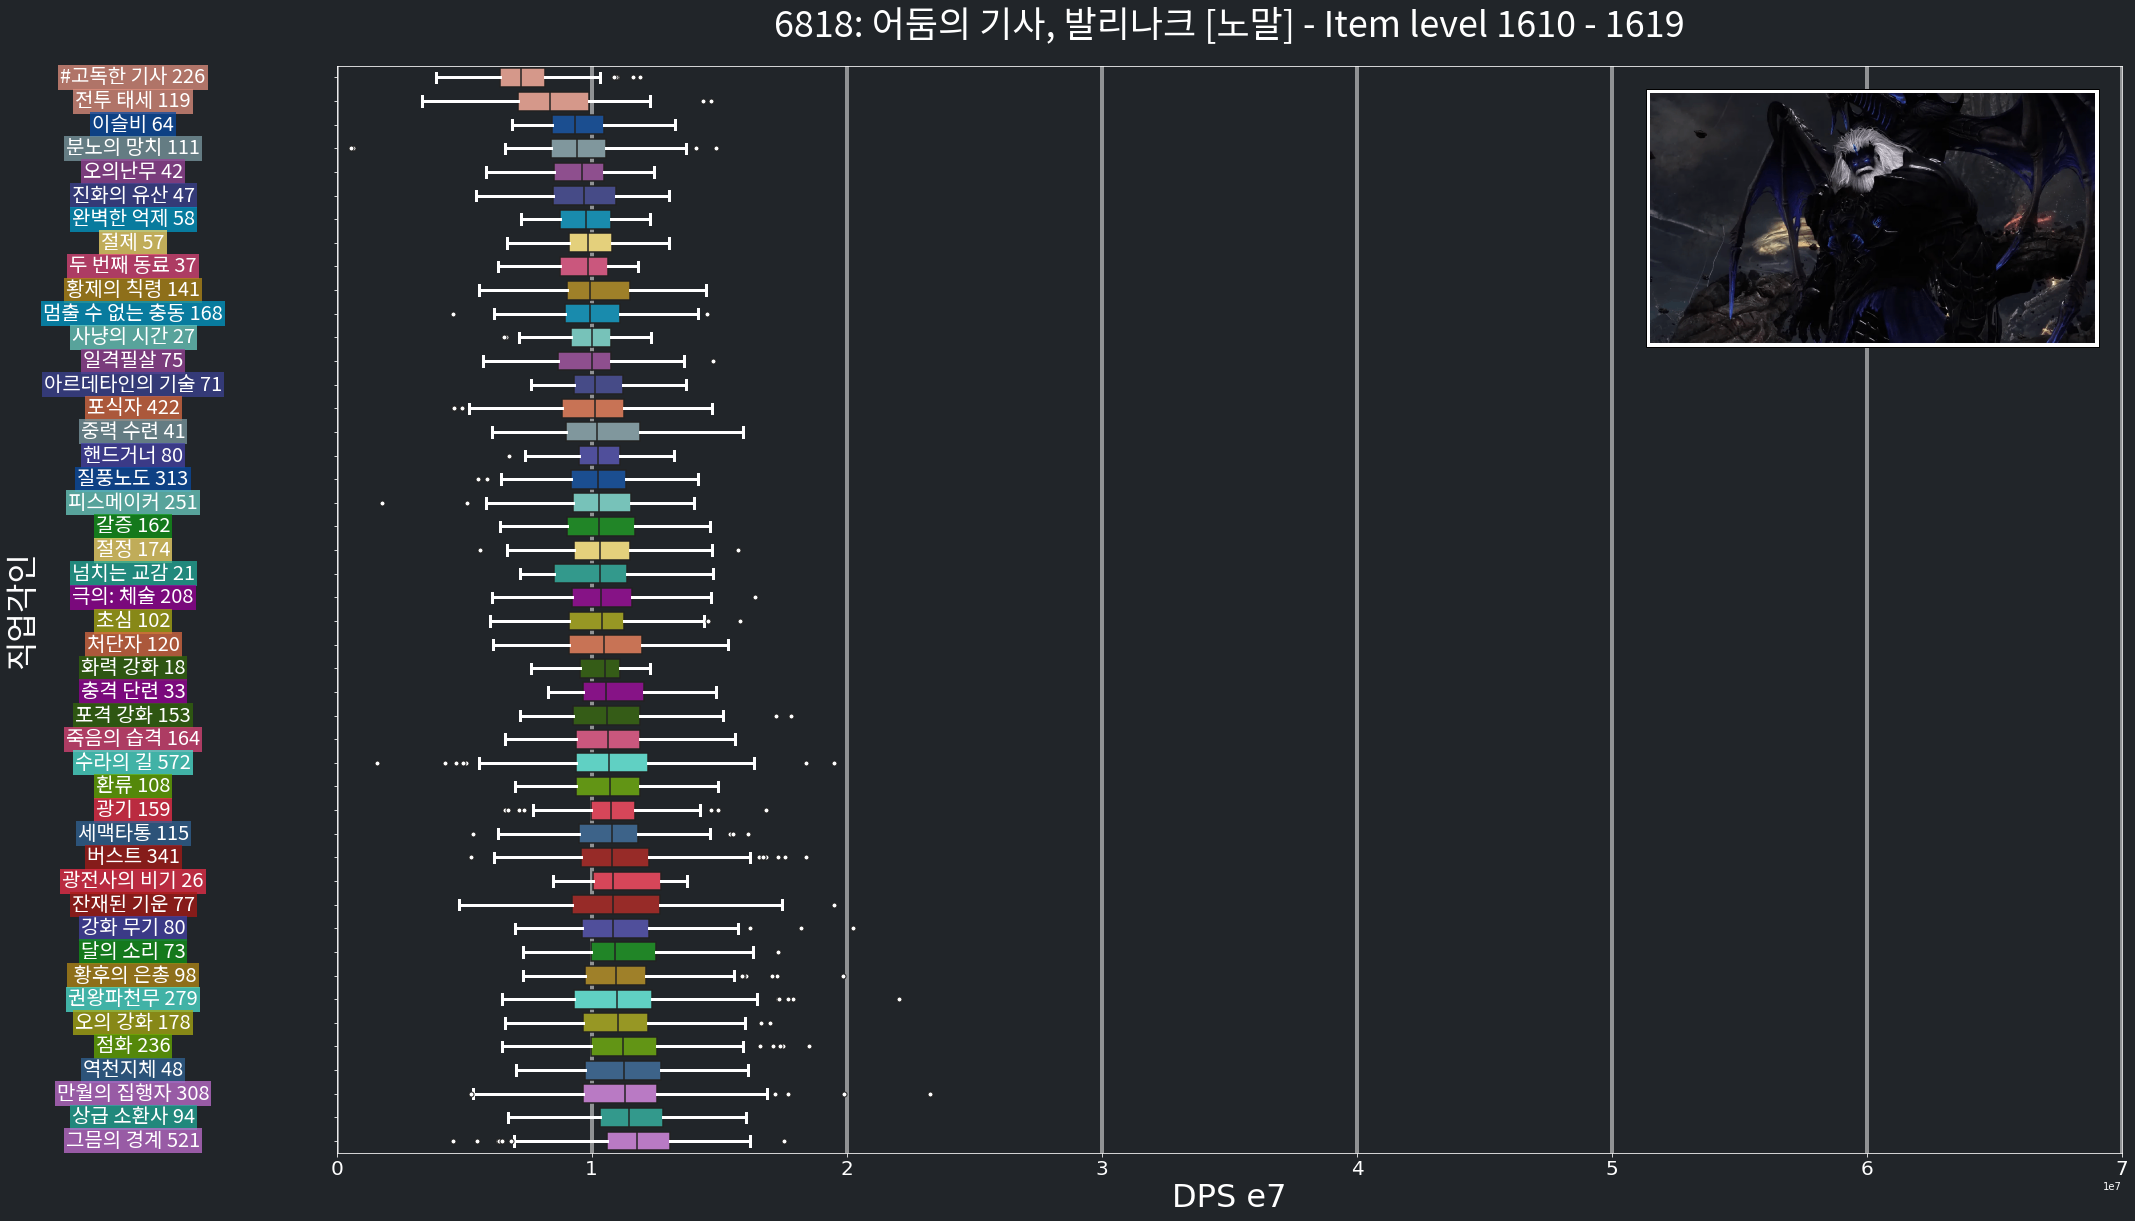 6818: 어둠의 기사, 발리나크 [노말] - Item level 1610 - 1619
#고독한 기사 226
전투 태세 119
이슬비 64
분노의 망치 111
오의난무 42
진화의 유산 47
완벽한 억제 58
절제 57
두 번째 동료 37
황제의 칙령 141
멈출 수 없는 충동 168
사냥의 시간 27
일격필살 75
아르데타인의 기술 71
포식자 422
중력 수련 41
핸드거너 80
질풍노도 313
피스메이커 251
갈증 162
절정 174
넘치는 교감 21
극의: 체술 208
초심 102
처단자 120
화력 강화 18
충격 단련 33
포격 강화 153
죽음의 습격 164
수라의 길 572
환류 108
광기 159
세맥타통 115
버스트 341
광전사의 비기 26
잔재된 기운 77
강화 무기 80
달의 소리 73
황후의 은총 98
권왕파천무 279
오의 강화 178
점화 236
역천지체 48
만월의 집행자 308
상급 소환사 94
그믐의 경계 521
직업각인
0 1 2 3 4 5 6 7
DPS e7
1e7